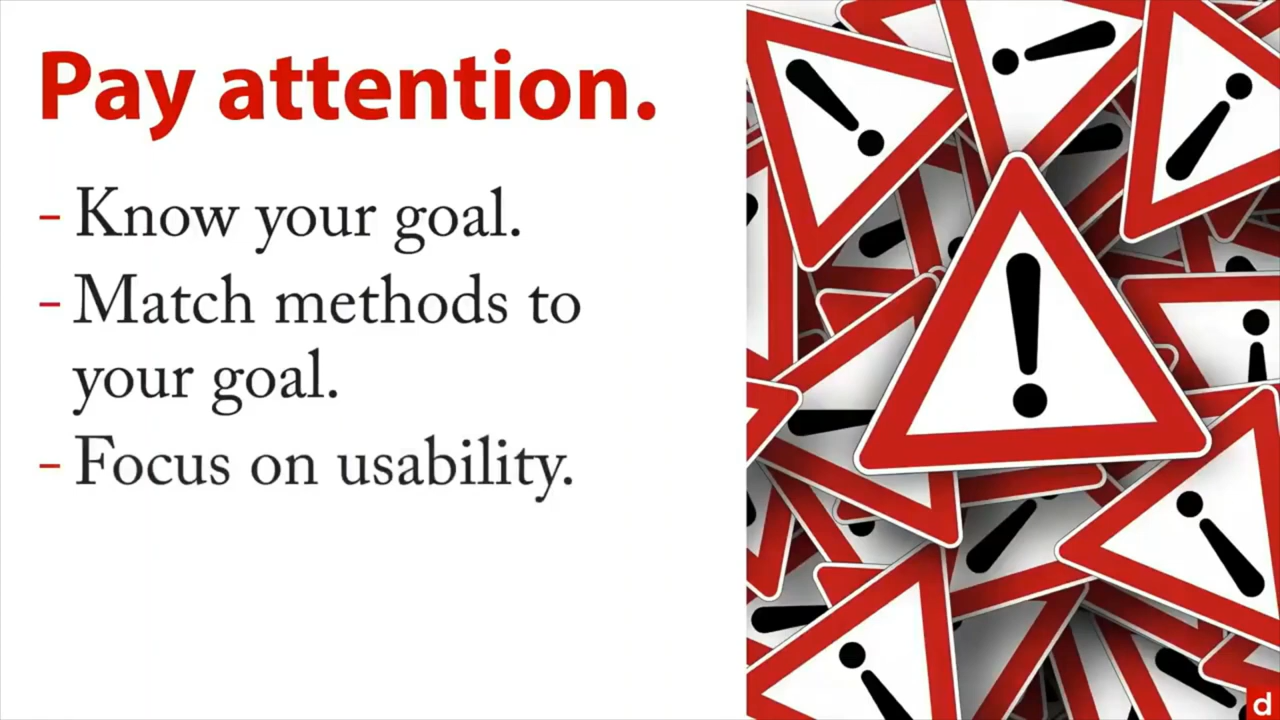 Pay attention.
- Know your goal.
- Match methods to
your goal.
- Focus on usability.
d